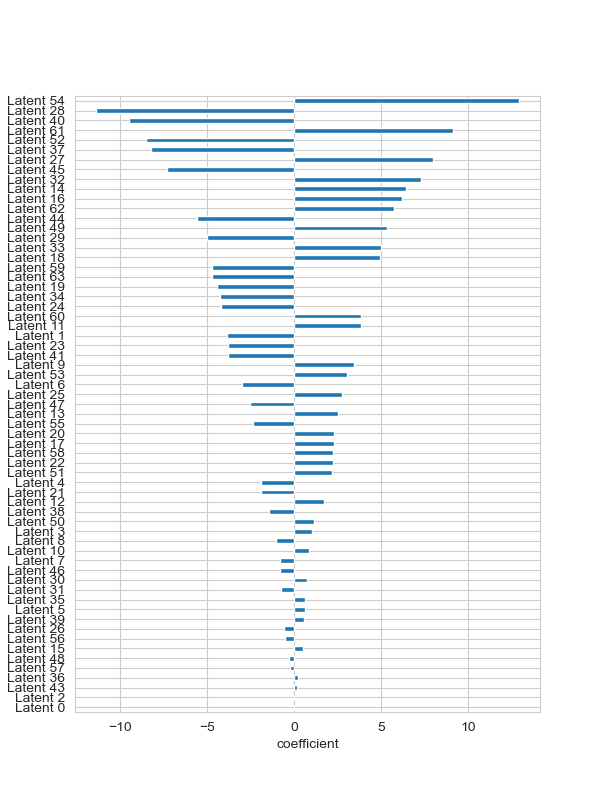 Latent 54
Latent 28
Latent 40
Latent 61
Latent 52
Latent 37
Latent 27
Latent 45
Latent 32
Latent 14
Latent 16
Latent 62
Latent 44
Latent 49
Latent 29
Latent 33
Latent 18
Latent 59
Latent 63
Latent 19
Latent 34
Latent 24
Latent 60
Latent 11
Latent 1
Latent 23
Latent 41
Latent 9
Latent 53
Latent 6
Latent 25
Latent 47
Latent 13
Latent 55
Latent 20
Latent 17
Latent 58
Latent 22
Latent 51
Latent 4
Latent 21
Latent 12
Latent 38
Latent 50
Latent 3
Latent 8
Latent 10
Latent 7
Latent 46
Latent 30
Latent 31
Latent 35
Latent 5
Latent 39
Latent 26
Latent 56
Latent 15
Latent 48
Latent 57
Latent 36
Latent 43
Latent 2
Latent 0
−10 −5 0 5 10
coefficient